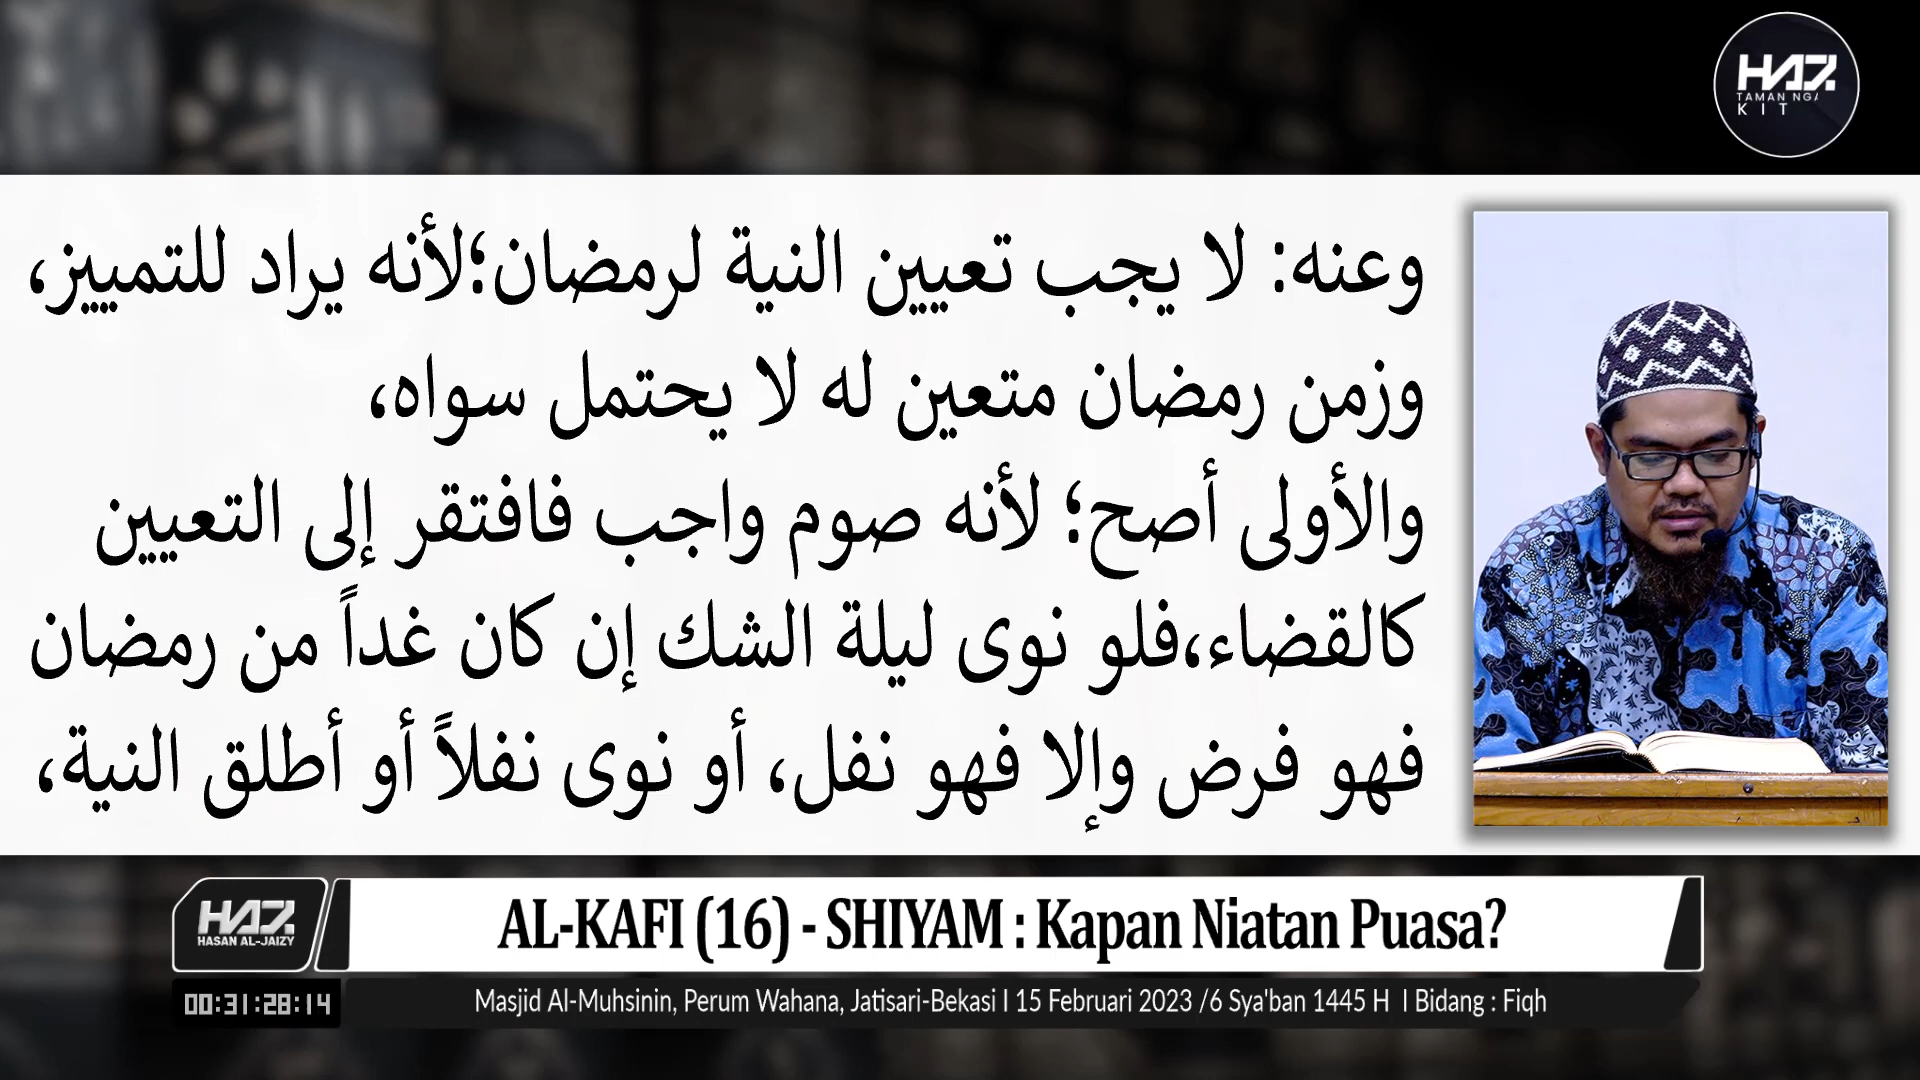 HAZ
TAMAN NGA
KIT
وعنه: لا يجب تعيين النية لرمضان؛لأنه يراد للتمييز،
وزمن رمضان متعين له لا يحتمل سواه،
والأولى أصح؛ لأنه صوم واجب فافتقر إلى التعيين
كالقضاء،فلو نوى ليلة الشك إن كان غداً من رمضان
فهو فرض وإلا فهو نفل، أو نوى نفلاً أو أطلق النية،
HAZ
HASAN AL-JAIZY
AL-KAFI (16) - SHIYAM : Kapan Niatan Puasa?
00:31:28:14
Masjid Al-Muhsinin, Perum Wahana, Jatisari-Bekasi I 15 Februari 2023 /6 Sya'ban 1445 H I Bidang : Fiqh